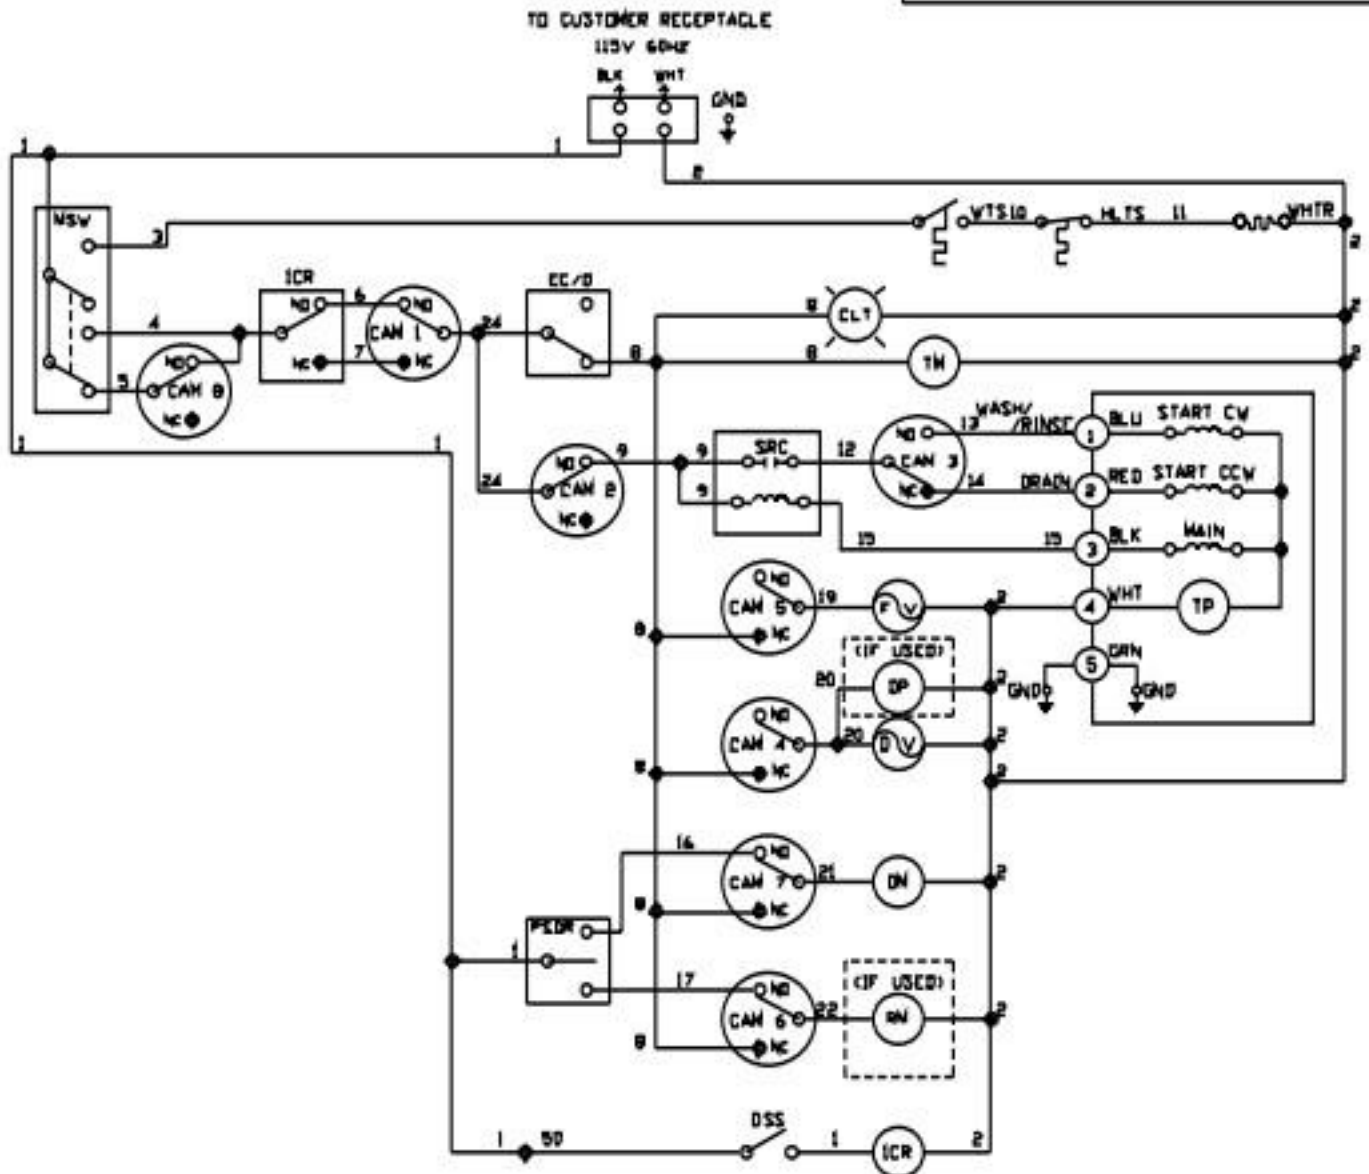 TO CUSTOMER RECEPTACLE
115V 60HZ
BLK WHT
GND
1 1
2
MSW
3
WTS 10 HLTS 11 WHTR
2
1CR
NO 6 NO
CAM 1
NC 7 NC
4
24
CC/D
8 CLT 2
8 8 TM 2
5
NO
CAM 8
NC
1 1
24
NO 9
CAM 2
NC
9 SRC 12
9
NO 13 WASH/
/RINSE
CAM 3
NC 14 DRAIN
1 BLU START CW
2 RED START CCW
15 15 3 BLK MAIN
4 WHT TP
5 GRN
GND GND
NO
CAM 5 19 F V 2
8 NC
(IF USED)
20 DP 2
NO
CAM 4 20 D V 2
8 NC 2
16 NO
CAM 7 21 DM 2
8 NC
1
17 NO
(IF USED)
CAM 6 22 RM 2
8 NC
DSS
1 50 1 1CR 2